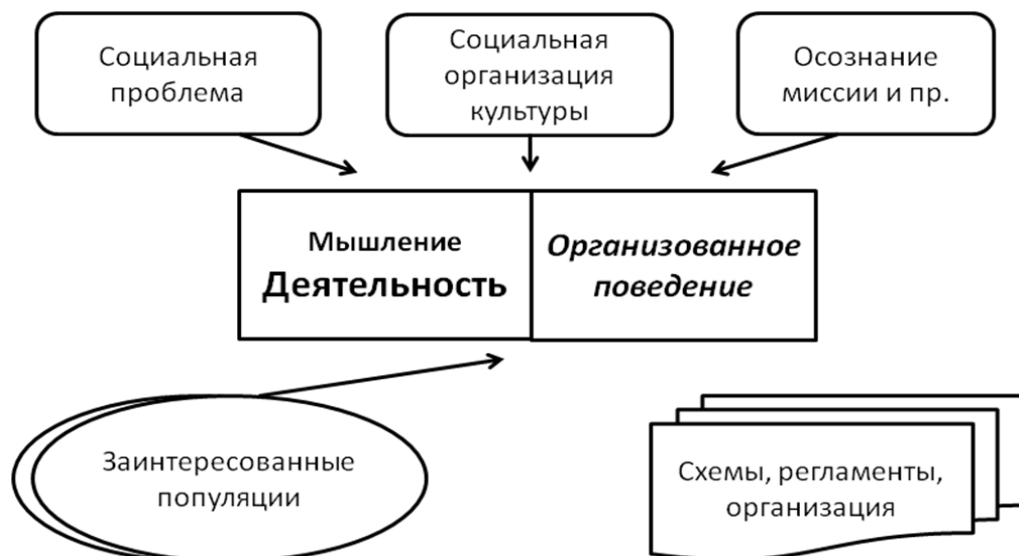 Социальная
проблема
Социальная
организация
культуры
Осознание
миссии и пр.
Мышление
Деятельность
Организованное
поведение
Заинтересованные
популяции
Схемы, регламенты,
организация